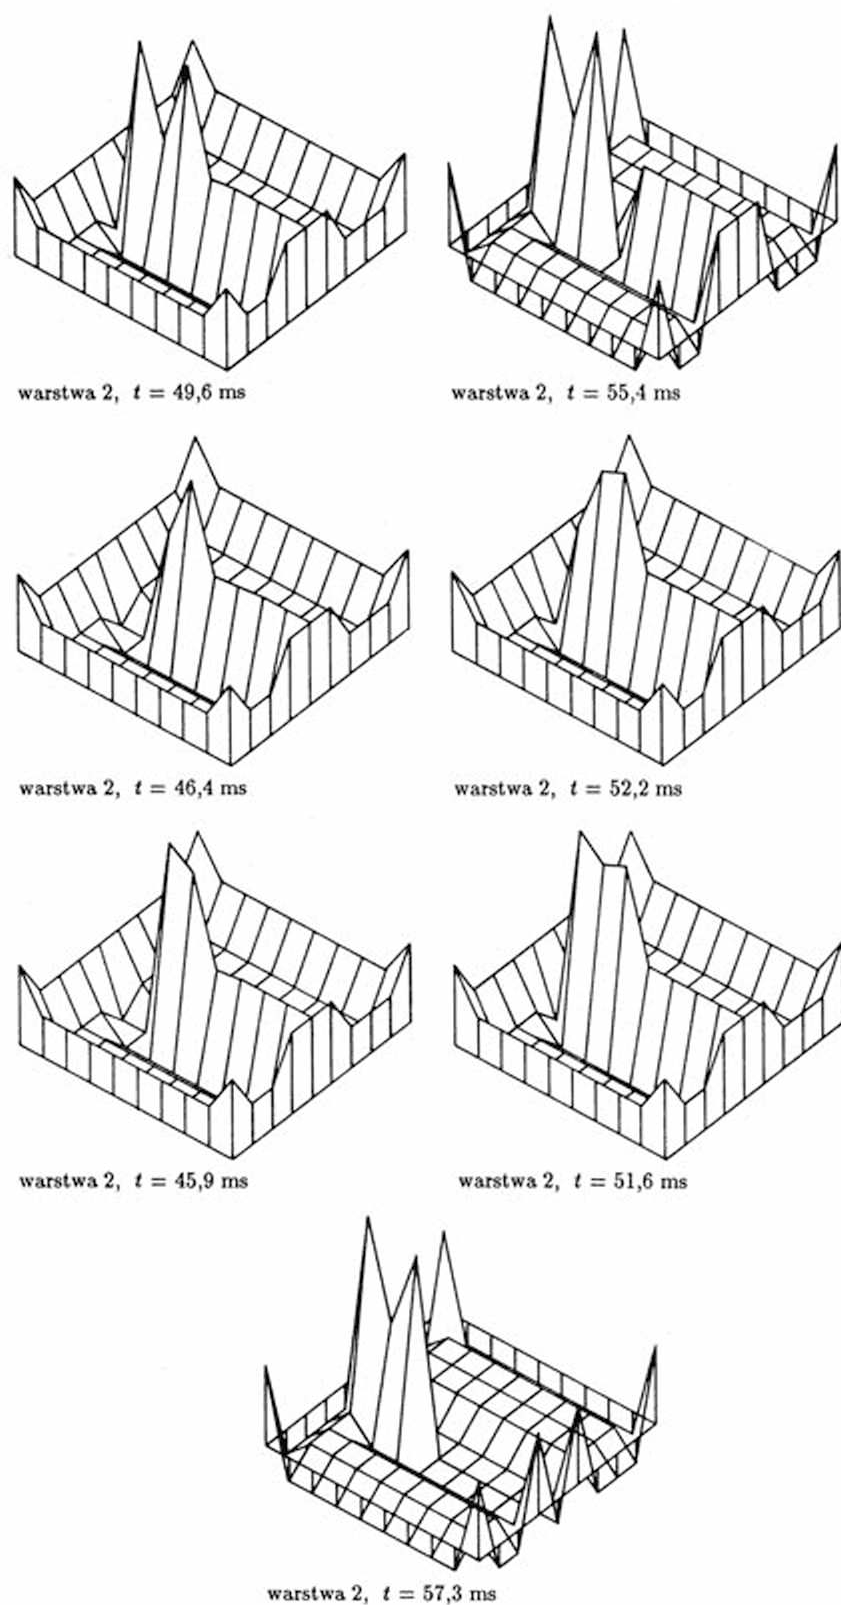 warstwa 2, t = 49,6 ms
warstwa 2, t = 55,4 ms
warstwa 2, t = 46,4 ms
warstwa 2, t = 52,2 ms
warstwa 2, t = 45,9 ms
warstwa 2, t = 51,6 ms
warstwa 2, t = 57,3 ms